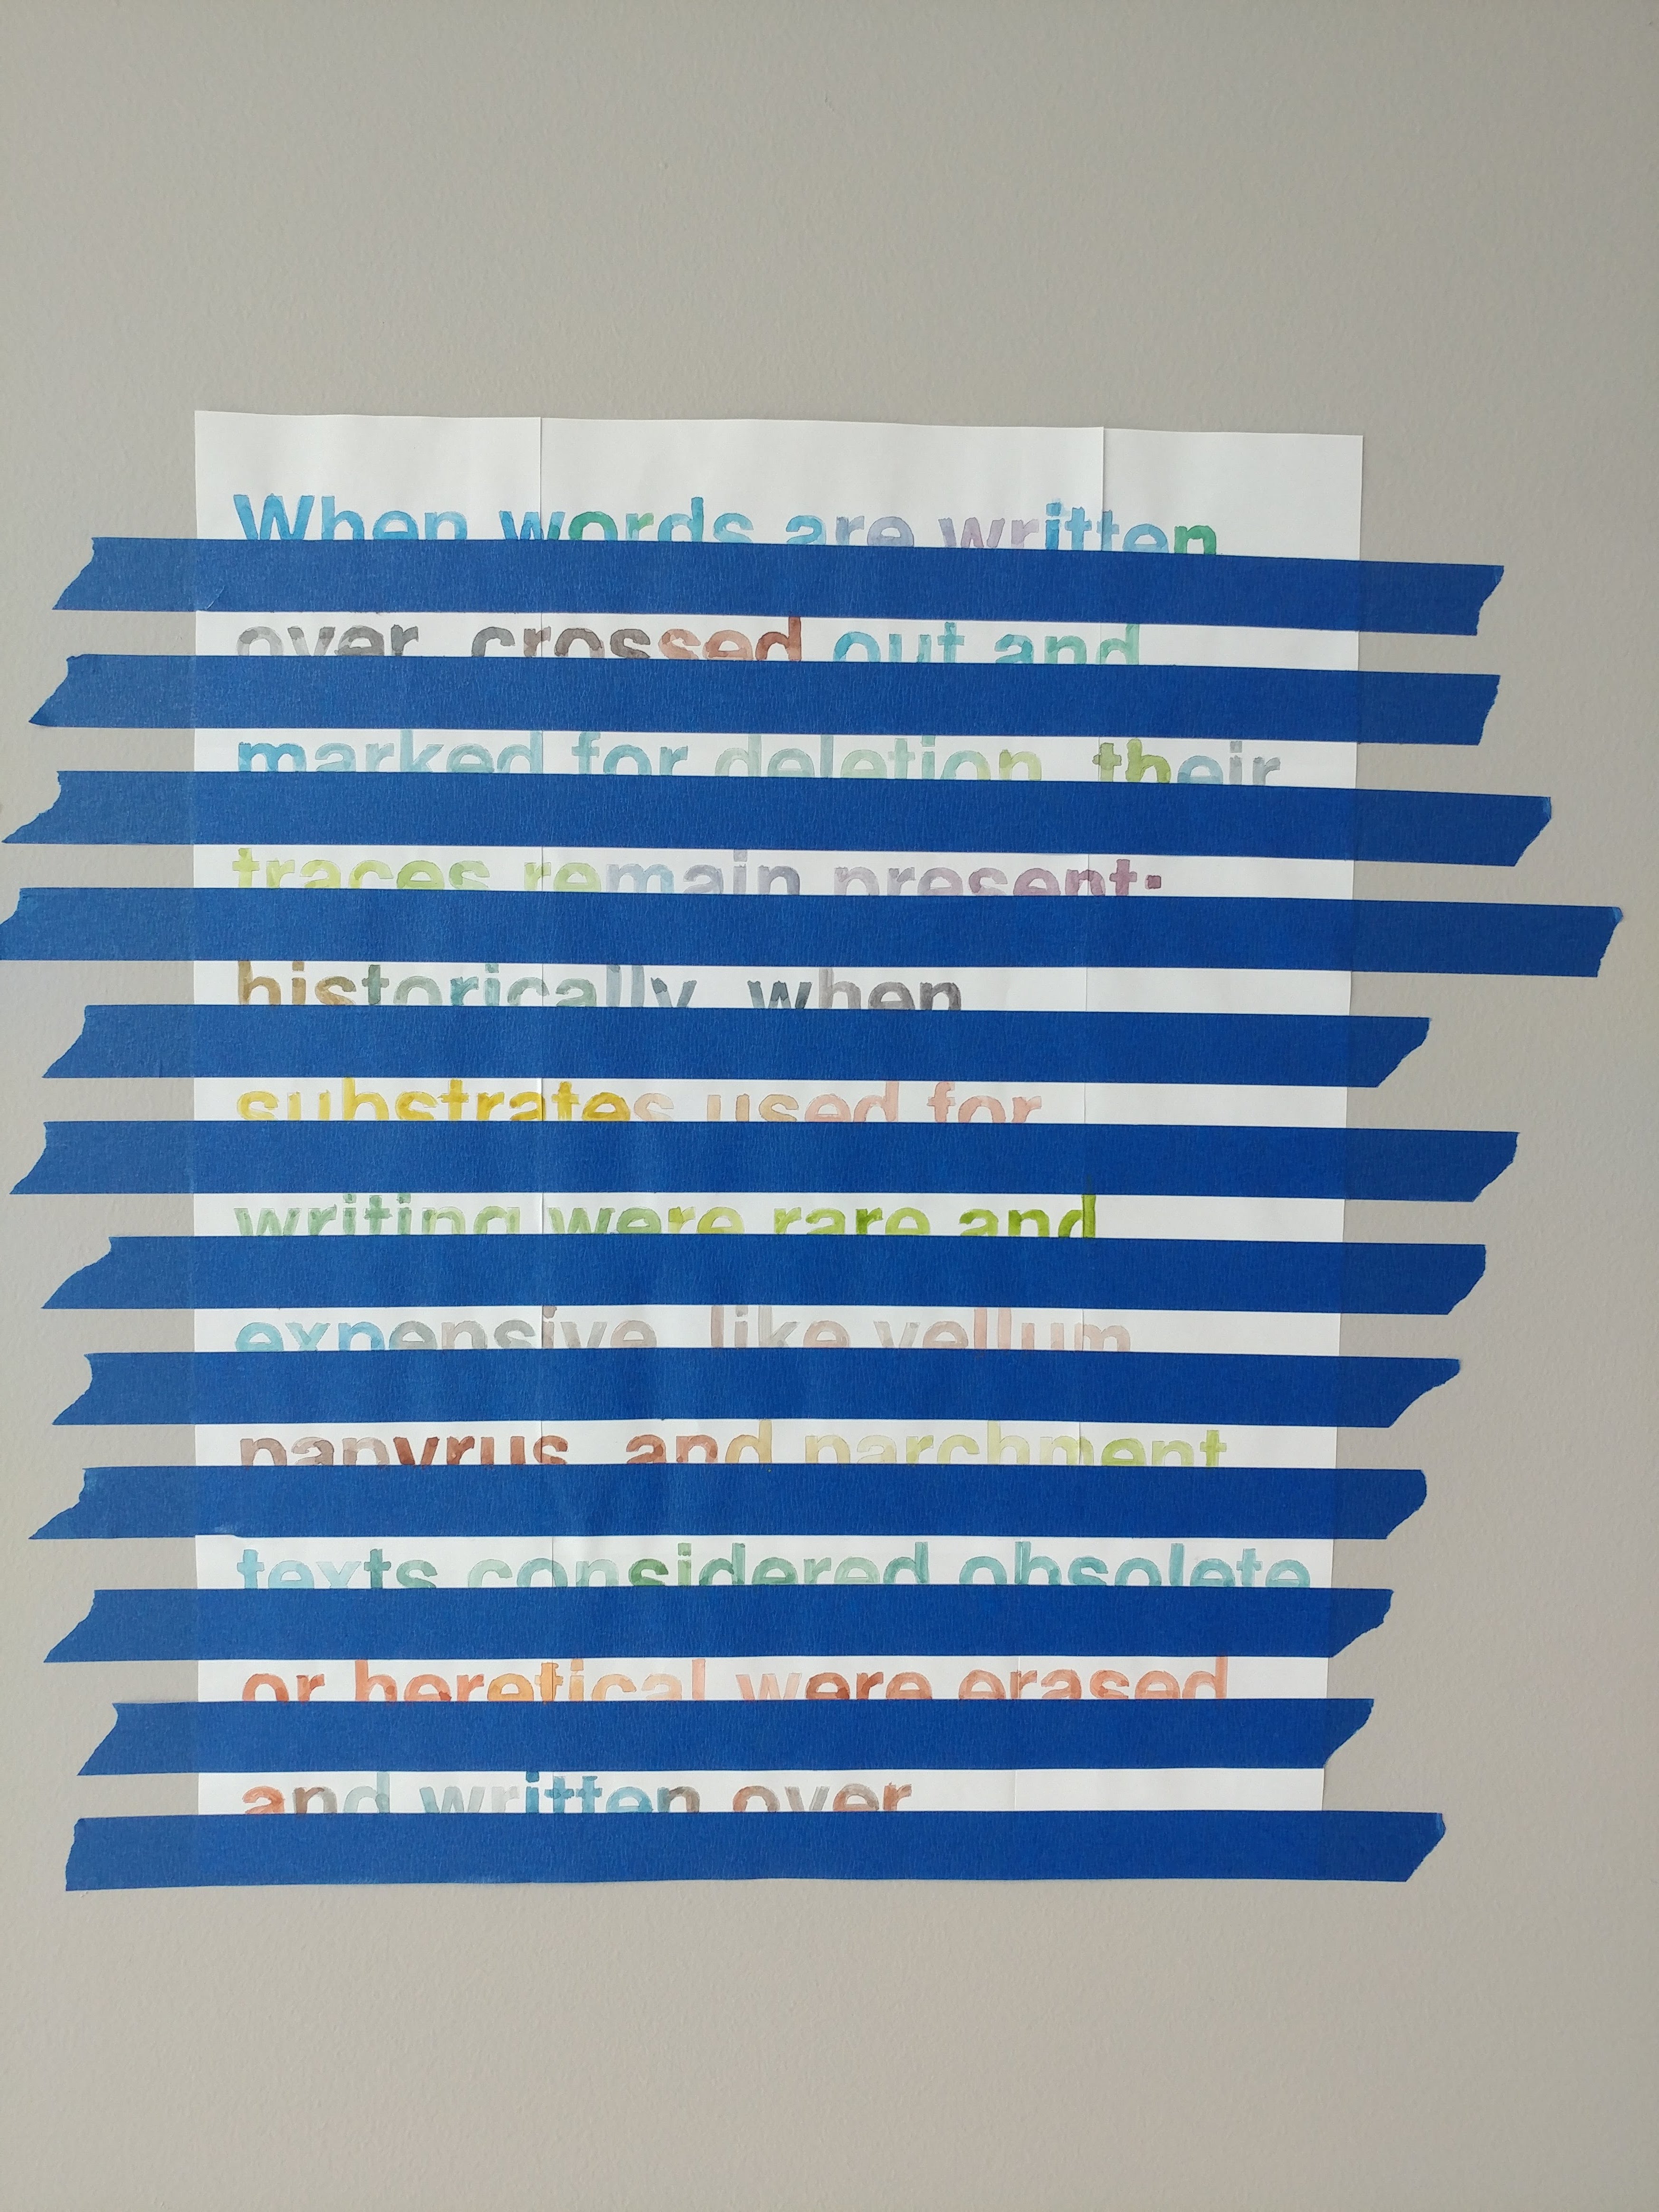 When words are written
over, crossed out and
marked for deletion, their
traces remain present;
historically, when
substrates used for
writing were rare and
expensive, like vellum,
papyrus, and parchment,
texts considered obsolete
or heretical were erased
and written over